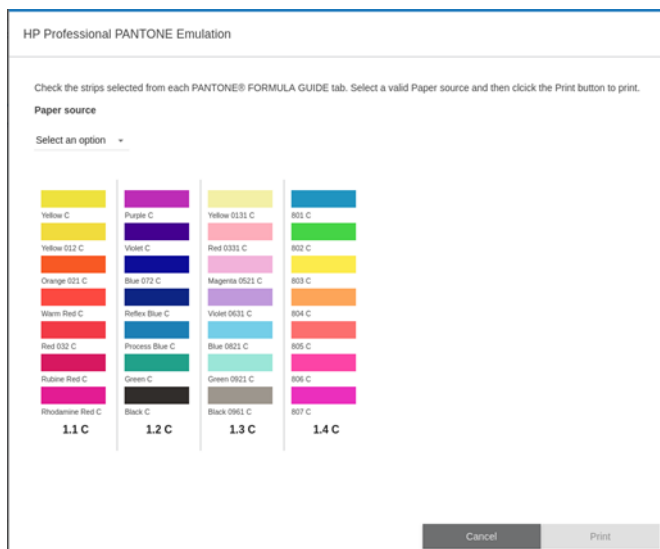 HP Professional PANTONE Emulation
Check the strips selected from each PANTONE® FORMULA GUIDE tab. Select a valid Paper source and then clcick the Print button to print.
Paper source
Select an option
Yellow C
Yellow 012 C
Orange 021 C
Warm Red C
Red 032 C
Rubine Red C
Rhodamine Red C
1.1 C
Purple C
Violet C
Blue 072 C
Reflex Blue C
Process Blue C
Green C
Black C
1.2 C
Yellow 0131 C
Red 0331 C
Magenta 0521 C
Violet 0631 C
Blue 0821 C
Green 0921 C
Black 0961 C
1.3 C
801 C
802 C
803 C
804 C
805 C
806 C
807 C
1.4 C
Cancel
Print